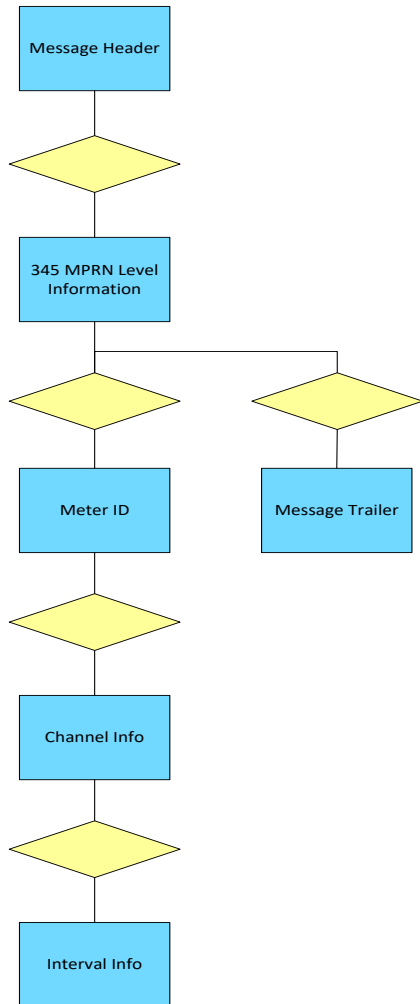 Message Header
345 MPRN Level
Information
Meter ID
Message Trailer
Channel Info
Interval Info